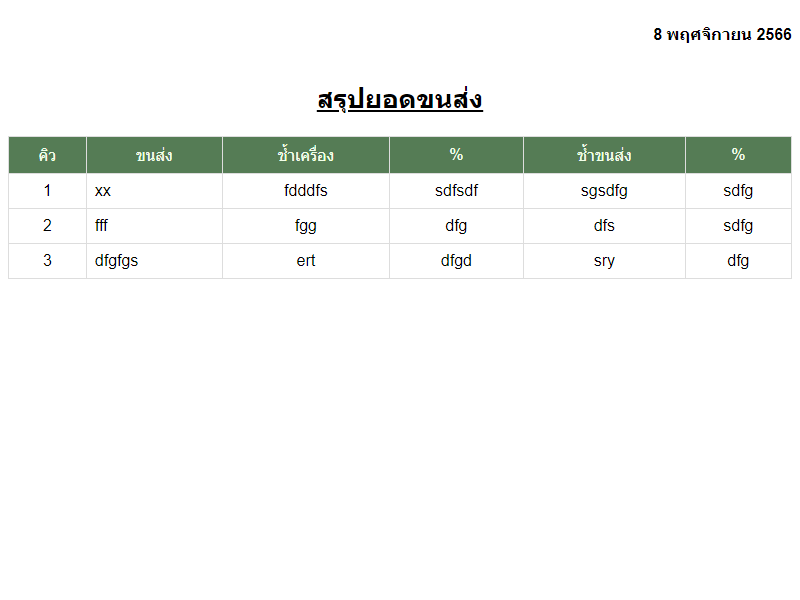 8 พฤศจิกายน 2566
สรุปยอดขนส่ง
คิว ขนส่ง ช้ำเครื่อง % ช้ำขนส่ง %
1 xx fdddfs sdfsdf sgsdfg sdfg
2 fff fgg dfg dfs sdfg
3 dfgfgs ert dfgd sry dfg